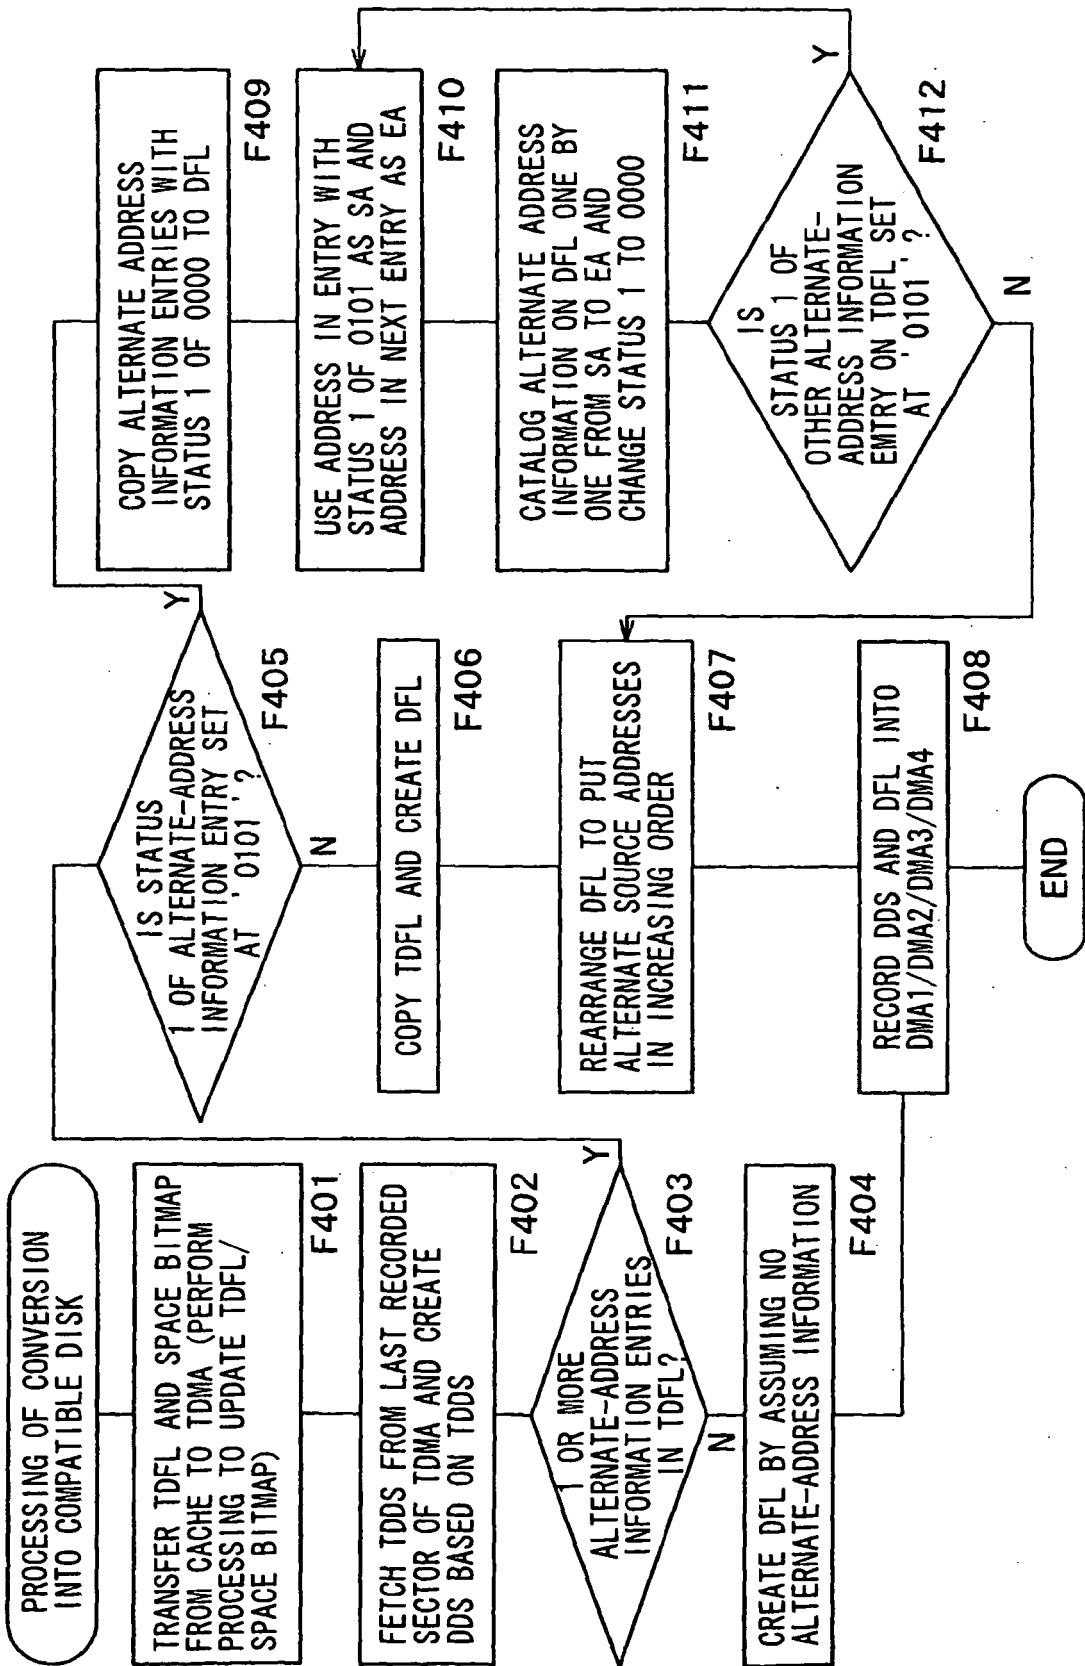 PROCESSING OF CONVERSION
INTO COMPATIBLE DISK
TRANSFER TDFL AND SPACE BITMAP
FROM CACHE TO TDMA (PERFORM
PROCESSING TO UPDATE TDFL/
SPACE BITMAP)
F401
FETCH TDDS FROM LAST RECORDED
SECTOR OF TDMA AND CREATE
DDS BASED ON TDDS
F402
1 OR MORE
ALTERNATE-ADDRESS
INFORMATION ENTRIES
IN TDFL?
Y
F403
N
CREATE DFL BY ASSUMING NO
ALTERNATE-ADDRESS INFORMATION
F404
IS STATUS
1 OF ALTERNATE-ADDRESS
INFORMATION ENTRY SET
AT '0101'?
Y
F405
N
COPY TDFL AND CREATE DFL
F406
REARRANGE DFL TO PUT
ALTERNATE SOURCE ADDRESSES
IN INCREASING ORDER
F407
RECORD DDS AND DFL INTO
DMA1/DMA2/DMA3/DMA4
F408
END
COPY ALTERNATE ADDRESS
INFORMATION ENTRIES WITH
STATUS 1 OF 0000 TO DFL
F409
USE ADDRESS IN ENTRY WITH
STATUS 1 OF 0101 AS SA AND
ADDRESS IN NEXT ENTRY AS EA
F410
CATALOG ALTERNATE ADDRESS
INFORMATION ON DFL ONE BY
ONE FROM SA TO EA AND
CHANGE STATUS 1 TO 0000
F411
IS
STATUS 1 OF
OTHER ALTERNATE-
ADDRESS INFORMATION
EMTRY ON TDFL SET
AT '0101'?
Y
F412
N